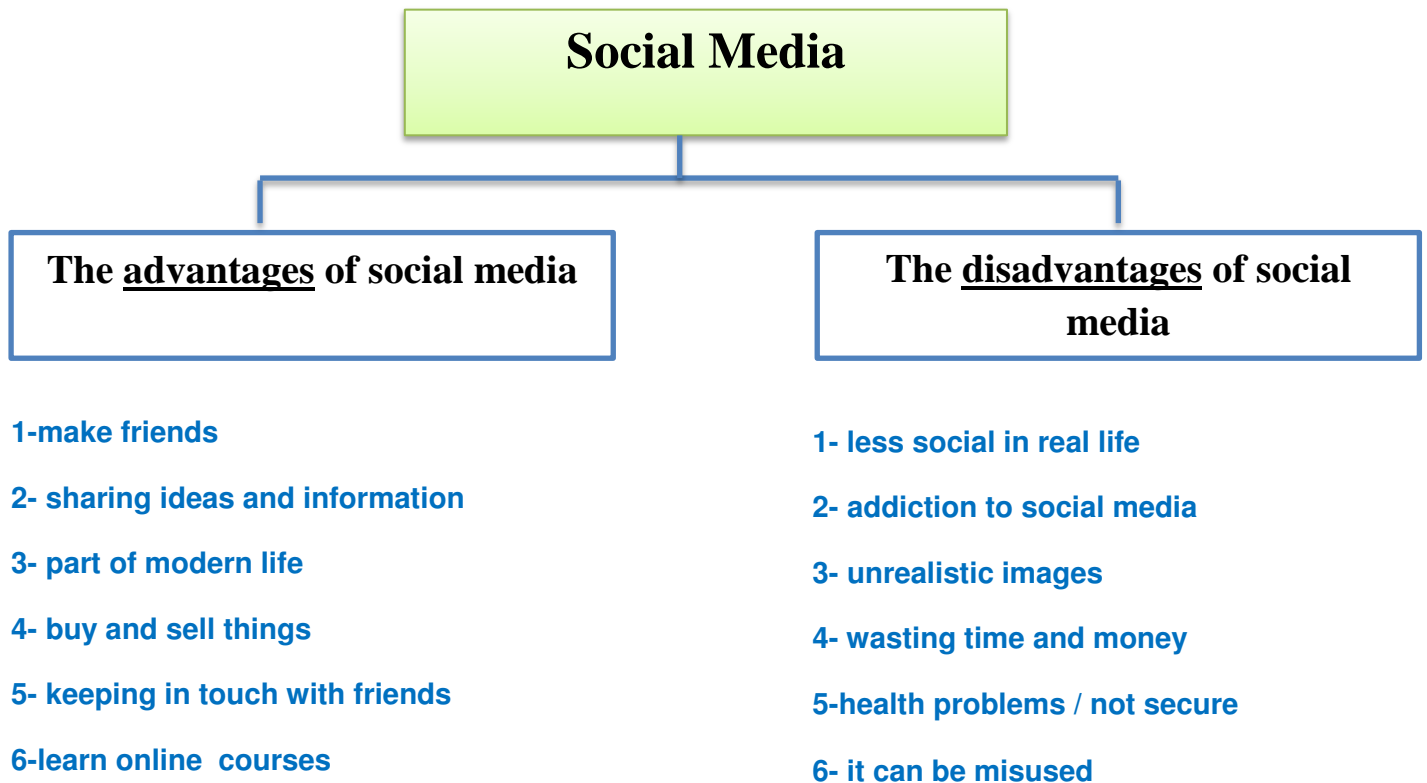 Social Media
The advantages of social media
The disadvantages of social
media
1-make friends
2- sharing ideas and information
3- part of modern life
4- buy and sell things
5- keeping in touch with friends
6-learn online  courses
1- less social in real life
2- addiction to social media
3- unrealistic images
4- wasting time and money
5-health problems / not secure
6- it can be misused